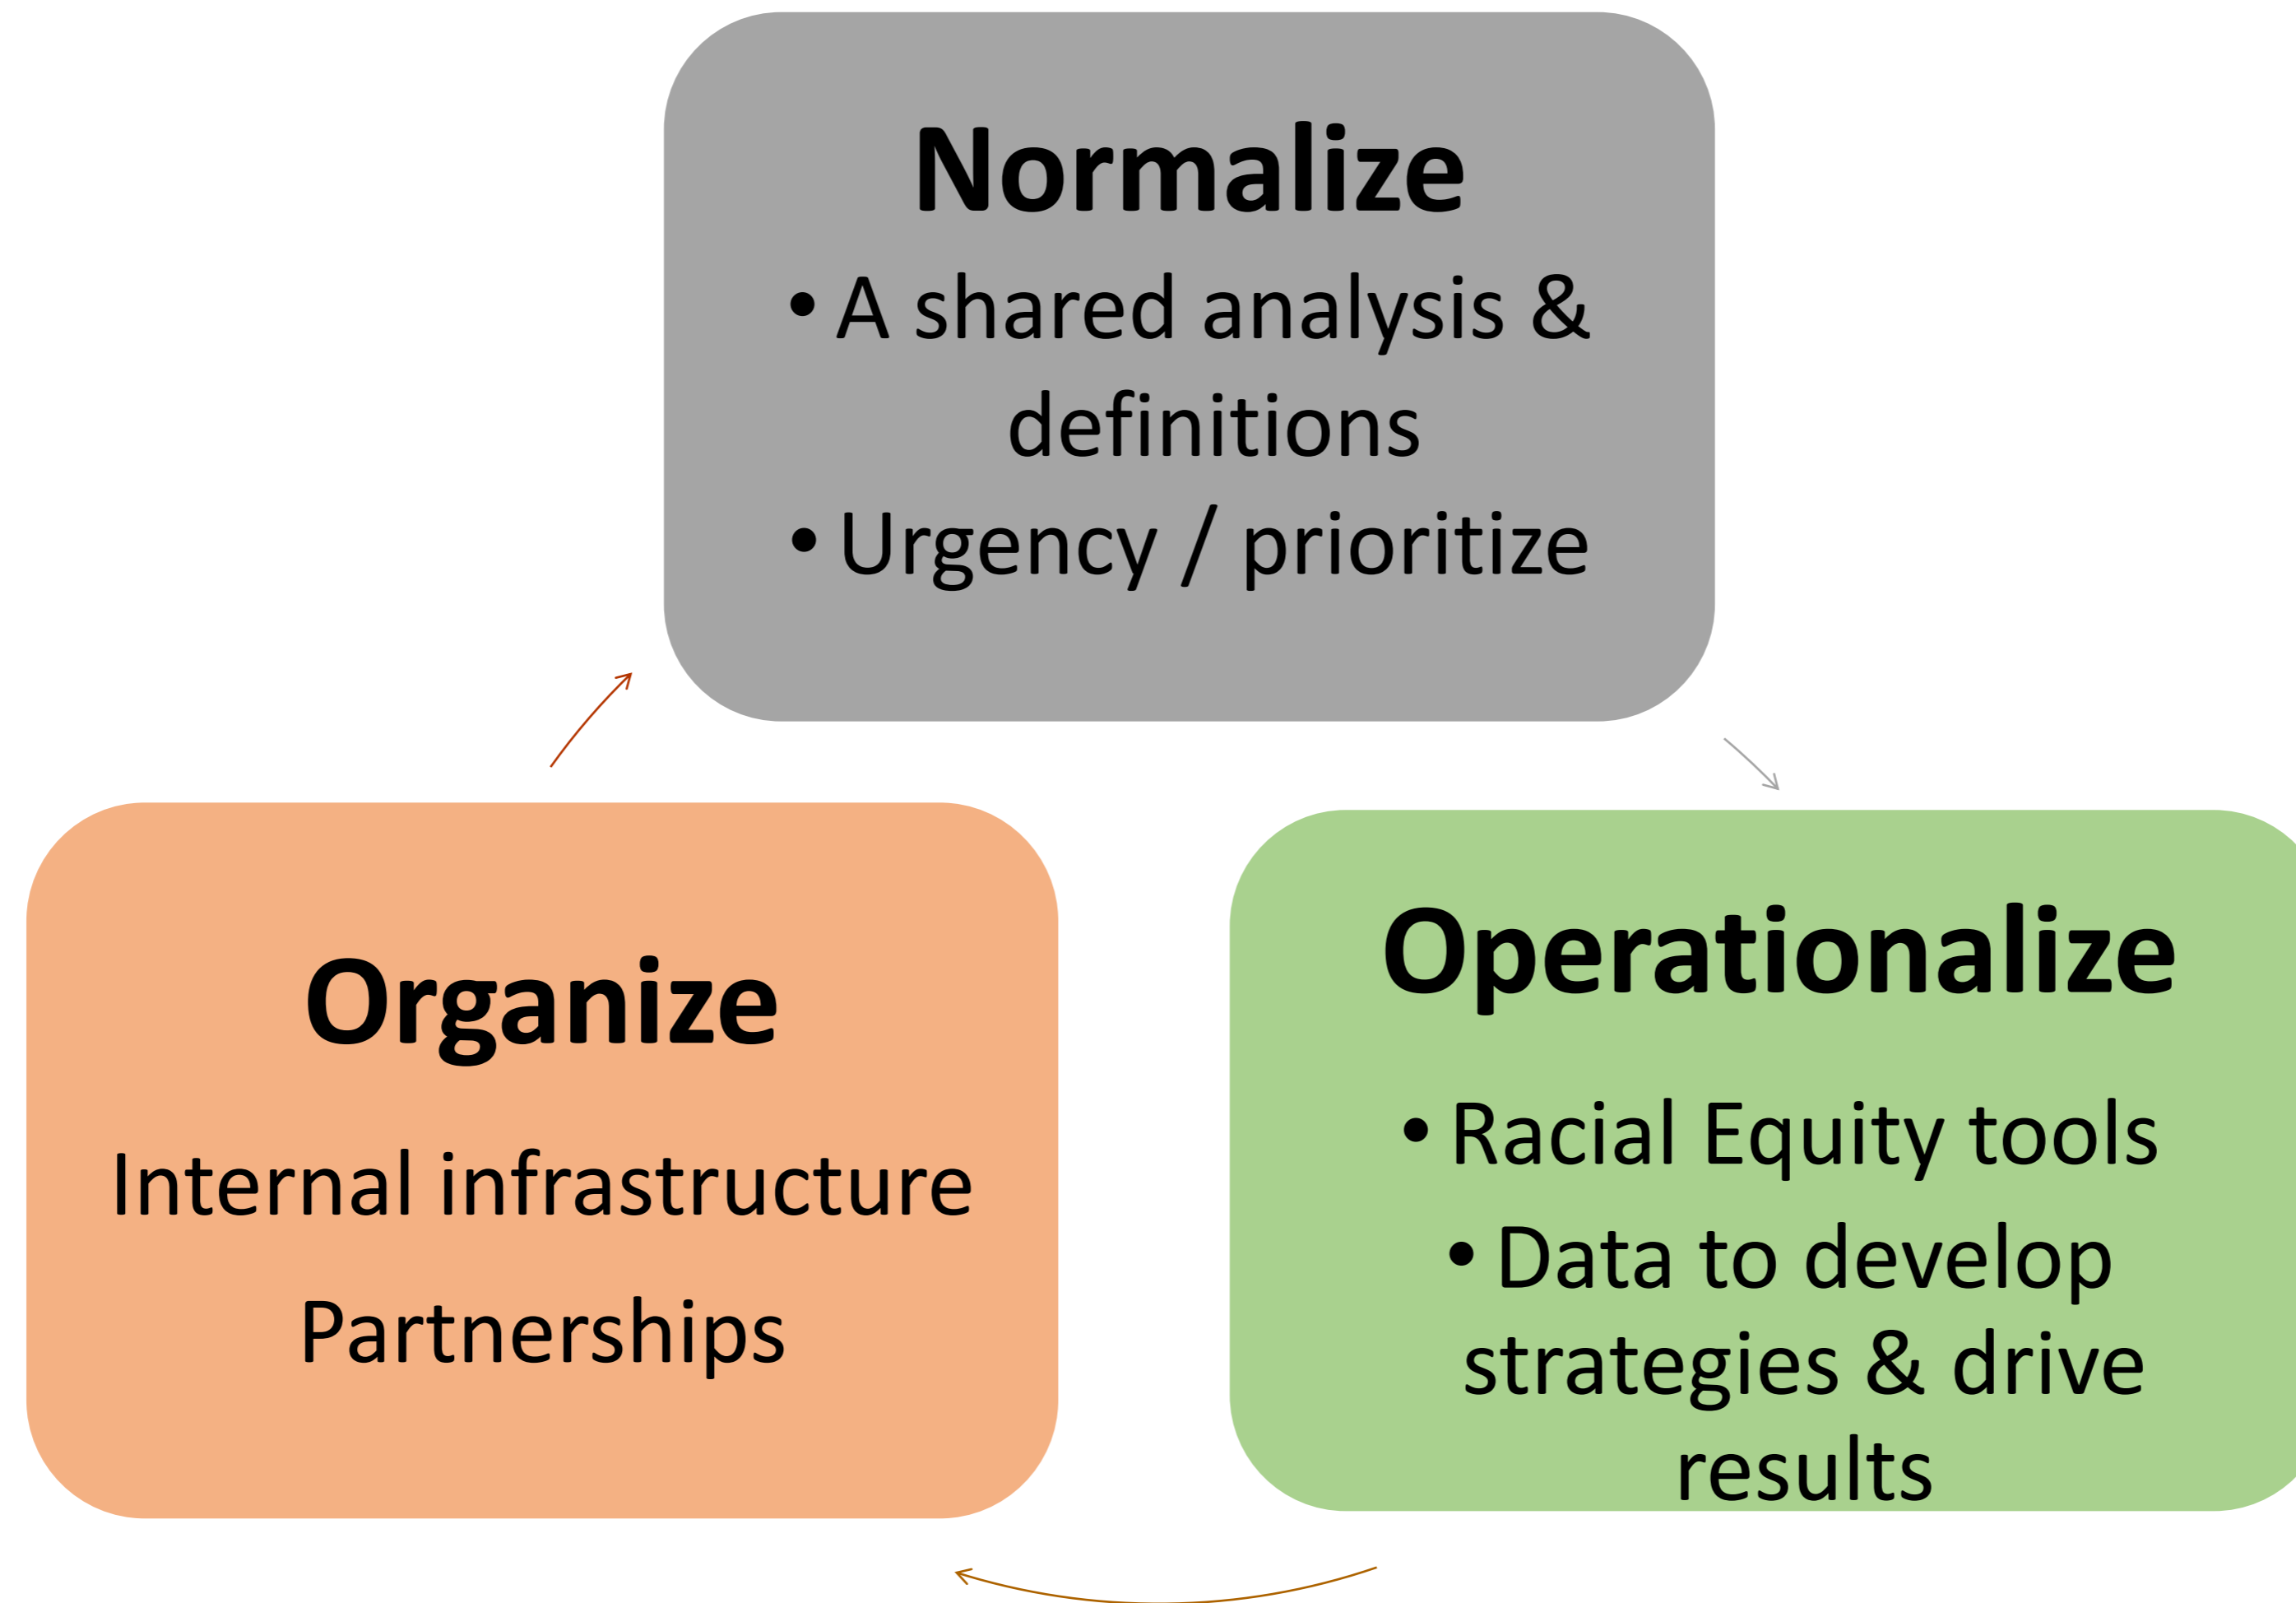 Normalize
• A shared analysis &
definitions
• Urgency / prioritize
Organize
Internal infrastructure
Partnerships
Operationalize
• Racial Equity tools
• Data to develop
strategies & drive
results